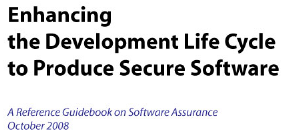 Enhancing
the Development Life Cycle
to Produce Secure Software
A Reference Guidebook on Software Assurance
October 2008